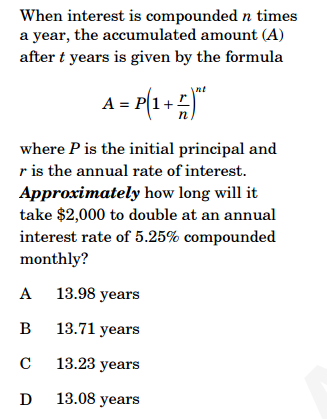 When interest is compounded n times
a year, the accumulated amount (A)
after t years is given by the formula
A = P(1 + r/n)^nt
where P is the initial principal and
r is the annual rate of interest.
Approximately how long will it
take $2,000 to double at an annual
interest rate of 5.25% compounded
monthly?
A 13.98 years
B 13.71 years
C 13.23 years
D 13.08 years